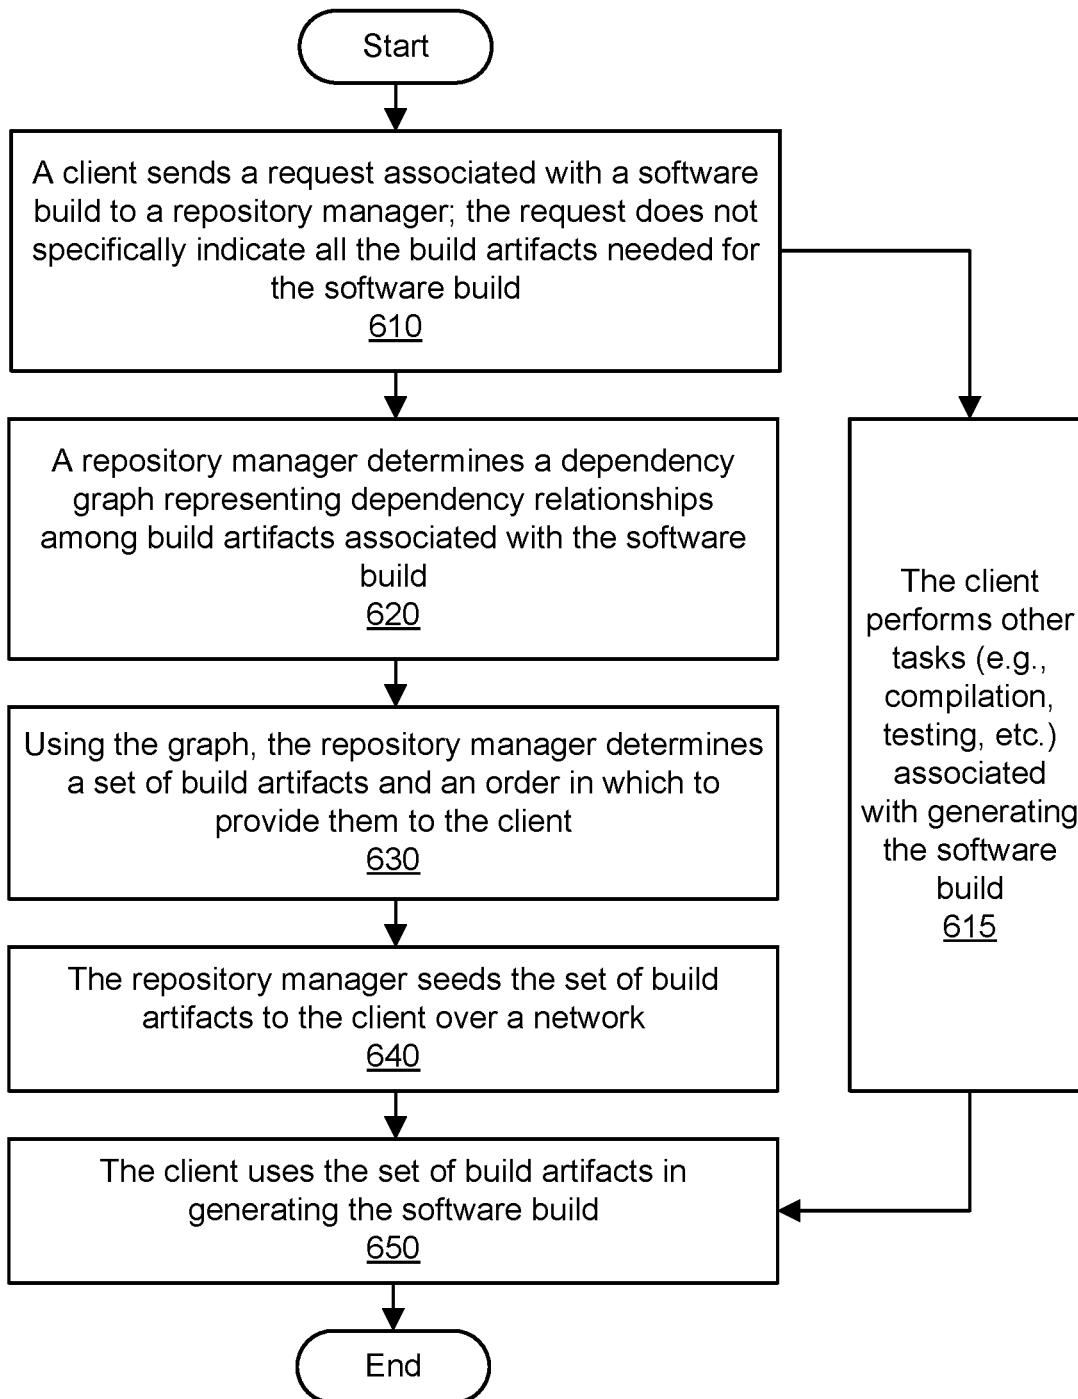 Start
A client sends a request associated with a software
build to a repository manager; the request does not
specifically indicate all the build artifacts needed for
the software build
610
A repository manager determines a dependency
graph representing dependency relationships
among build artifacts associated with the software
build
620
The client
performs other
tasks (e.g.,
compilation,
testing, etc.)
associated
with generating
the software
build
615
Using the graph, the repository manager determines
a set of build artifacts and an order in which to
provide them to the client
630
The repository manager seeds the set of build
artifacts to the client over a network
640
The client uses the set of build artifacts in
generating the software build
650
End